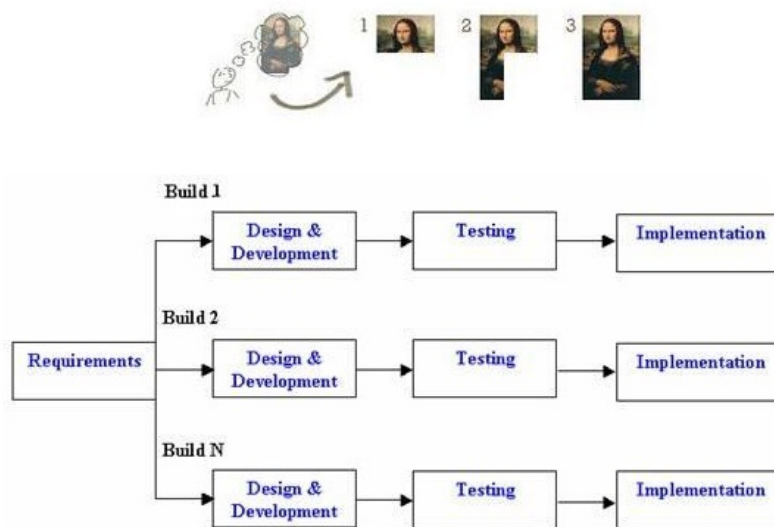 1 2 3
Build 1
Design &
Development
Testing
Implementation
Build 2
Requirements
Design &
Development
Testing
Implementation
Build N
Design &
Development
Testing
Implementation